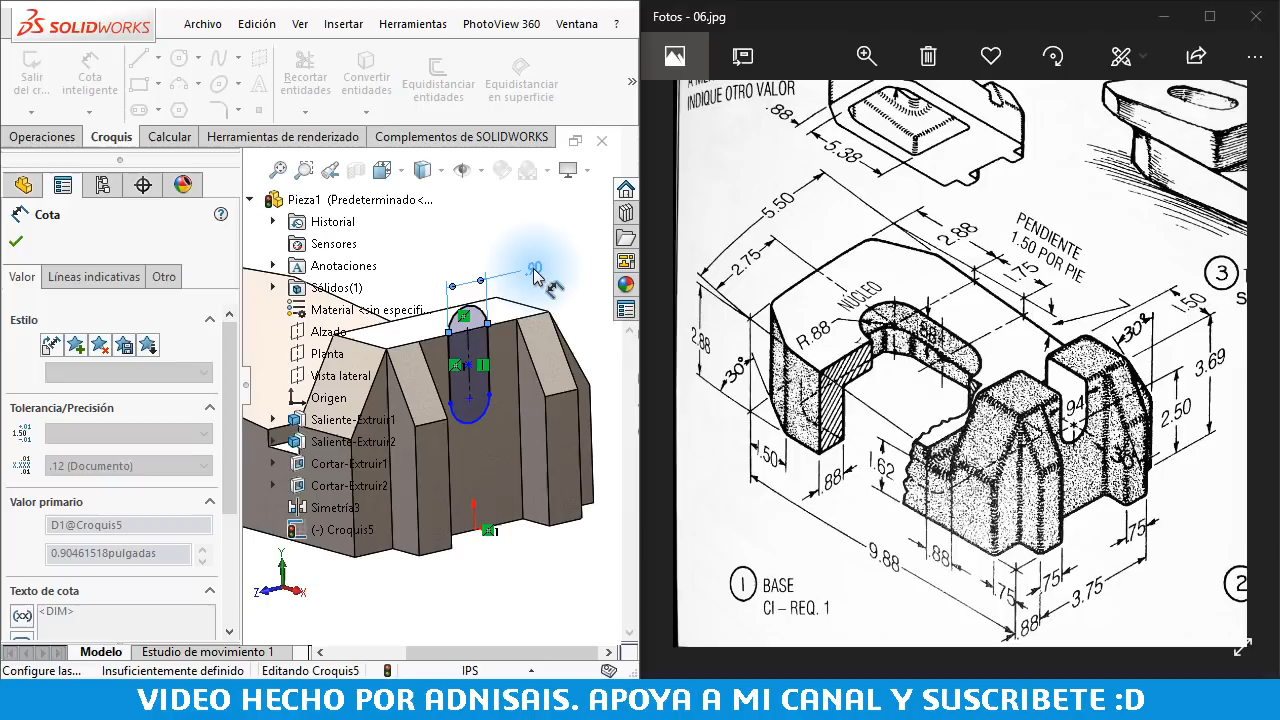 SOLIDWORKS
Archivo
Edición
Ver
Insertar
Herramientas
PhotoView 360
Ventana
?
Salir
del cr...
Cota
inteligente
Recortar
entidades
Convertir
entidades
Equidistanciar
entidades
Equidistanciar
en superficie
»
Operaciones
Croquis
Calcular
Herramientas de renderizado
Complementos de SOLIDWORKS
Cota
Valor
Líneas indicativas
Otro
Estilo
Tolerancia/Precisión
.12 (Documento)
Valor primario
D1@Croquis5
0.90461518pulgadas
Texto de cota
<DIM>
Pieza1 (Predeterminado<...
Historial
Sensores
Anotaciones
Sólidos(1)
Material <sin especifi...
Alzado
Planta
Vista lateral
Origen
Saliente-Extruir1
Saliente-Extruir2
Cortar-Extruir1
Cortar-Extruir2
Simetría3
(-) Croquis5
.90
1
Y
Z
X
Modelo
Estudio de movimiento 1
Configure las...
Insuficientemente definido
Editando Croquis5
IPS
Fotos - 06.jpg
INDIQUE OTRO VALOR
.88
5.38
5.50
2.75
2.88
.75
PENDIENTE
1.50 POR PIE
3
NÚCLEO
R.88
.88
2.88
30°
.50
30°
3.69
2.50
.94
1.50
.88
1.62
9.88
.88
.75
.75
.88
3.75
.75
1
BASE
CI – REQ. 1
2
VIDEO HECHO POR ADNISAIS. APOYA A MI CANAL Y SUSCRIBETE :D